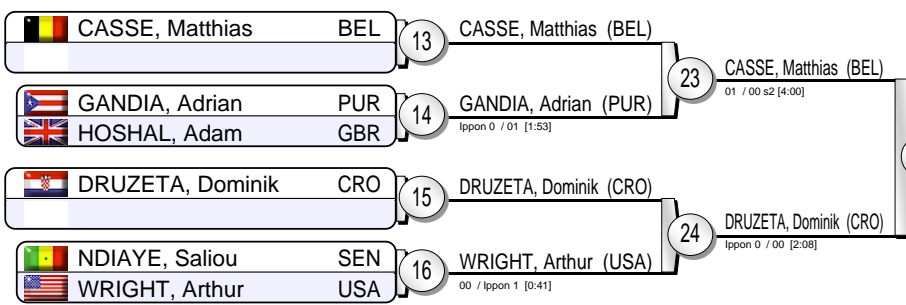 CASSE, Matthias BEL
13
CASSE, Matthias (BEL)
23
CASSE, Matthias (BEL)
01 / 00 s2 [4:00]
GANDIA, Adrian PUR
HOSHAL, Adam GBR
14
GANDIA, Adrian (PUR)
Ippon 0 / 01 [1:53]
DRUZETA, Dominik CRO
15
DRUZETA, Dominik (CRO)
24
DRUZETA, Dominik (CRO)
Ippon 0 / 00 [2:08]
NDIAYE, Saliou SEN
WRIGHT, Arthur USA
16
WRIGHT, Arthur (USA)
00 / Ippon 1 [0:41]